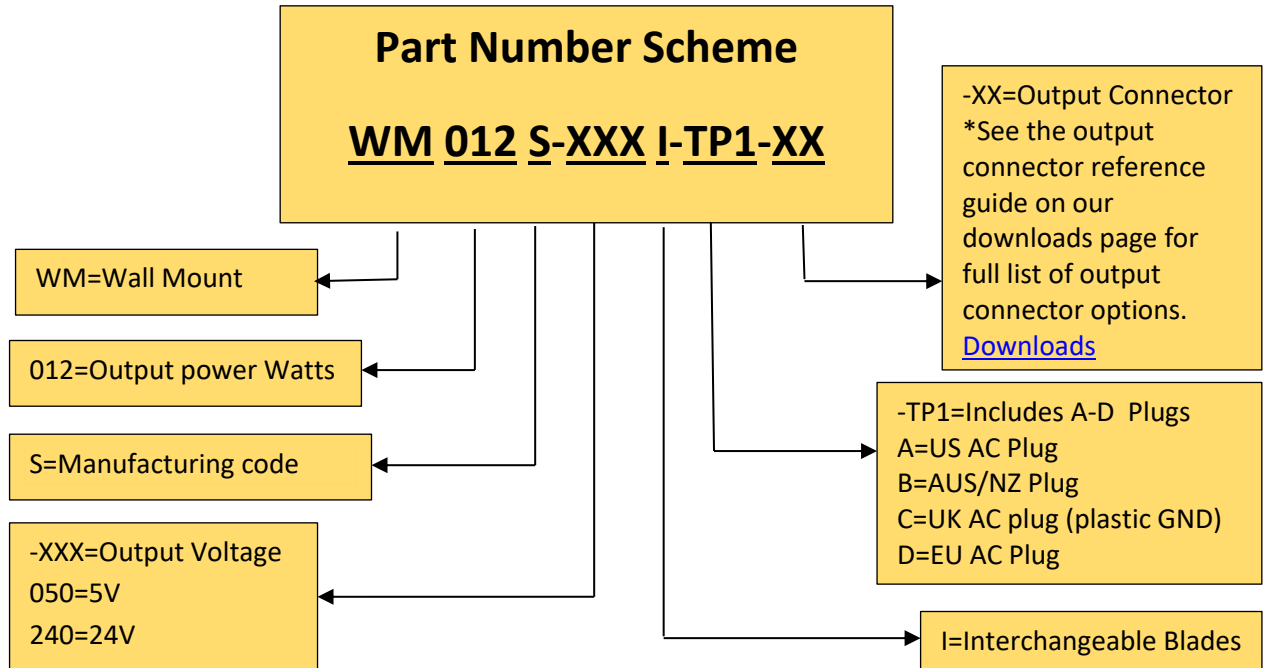 Part Number Scheme
WM 012 S-XXX I-TP1-XX
-XX=Output Connector
*See the output
connector reference
guide on our
downloads page for
full list of output
connector options.
Downloads
WM=Wall Mount
012=Output power Watts
S=Manufacturing code
-XXX=Output Voltage
050=5V
240=24V
-TP1=Includes A-D  Plugs
A=US AC Plug
B=AUS/NZ Plug
C=UK AC plug (plastic GND)
D=EU AC Plug
I=Interchangeable Blades